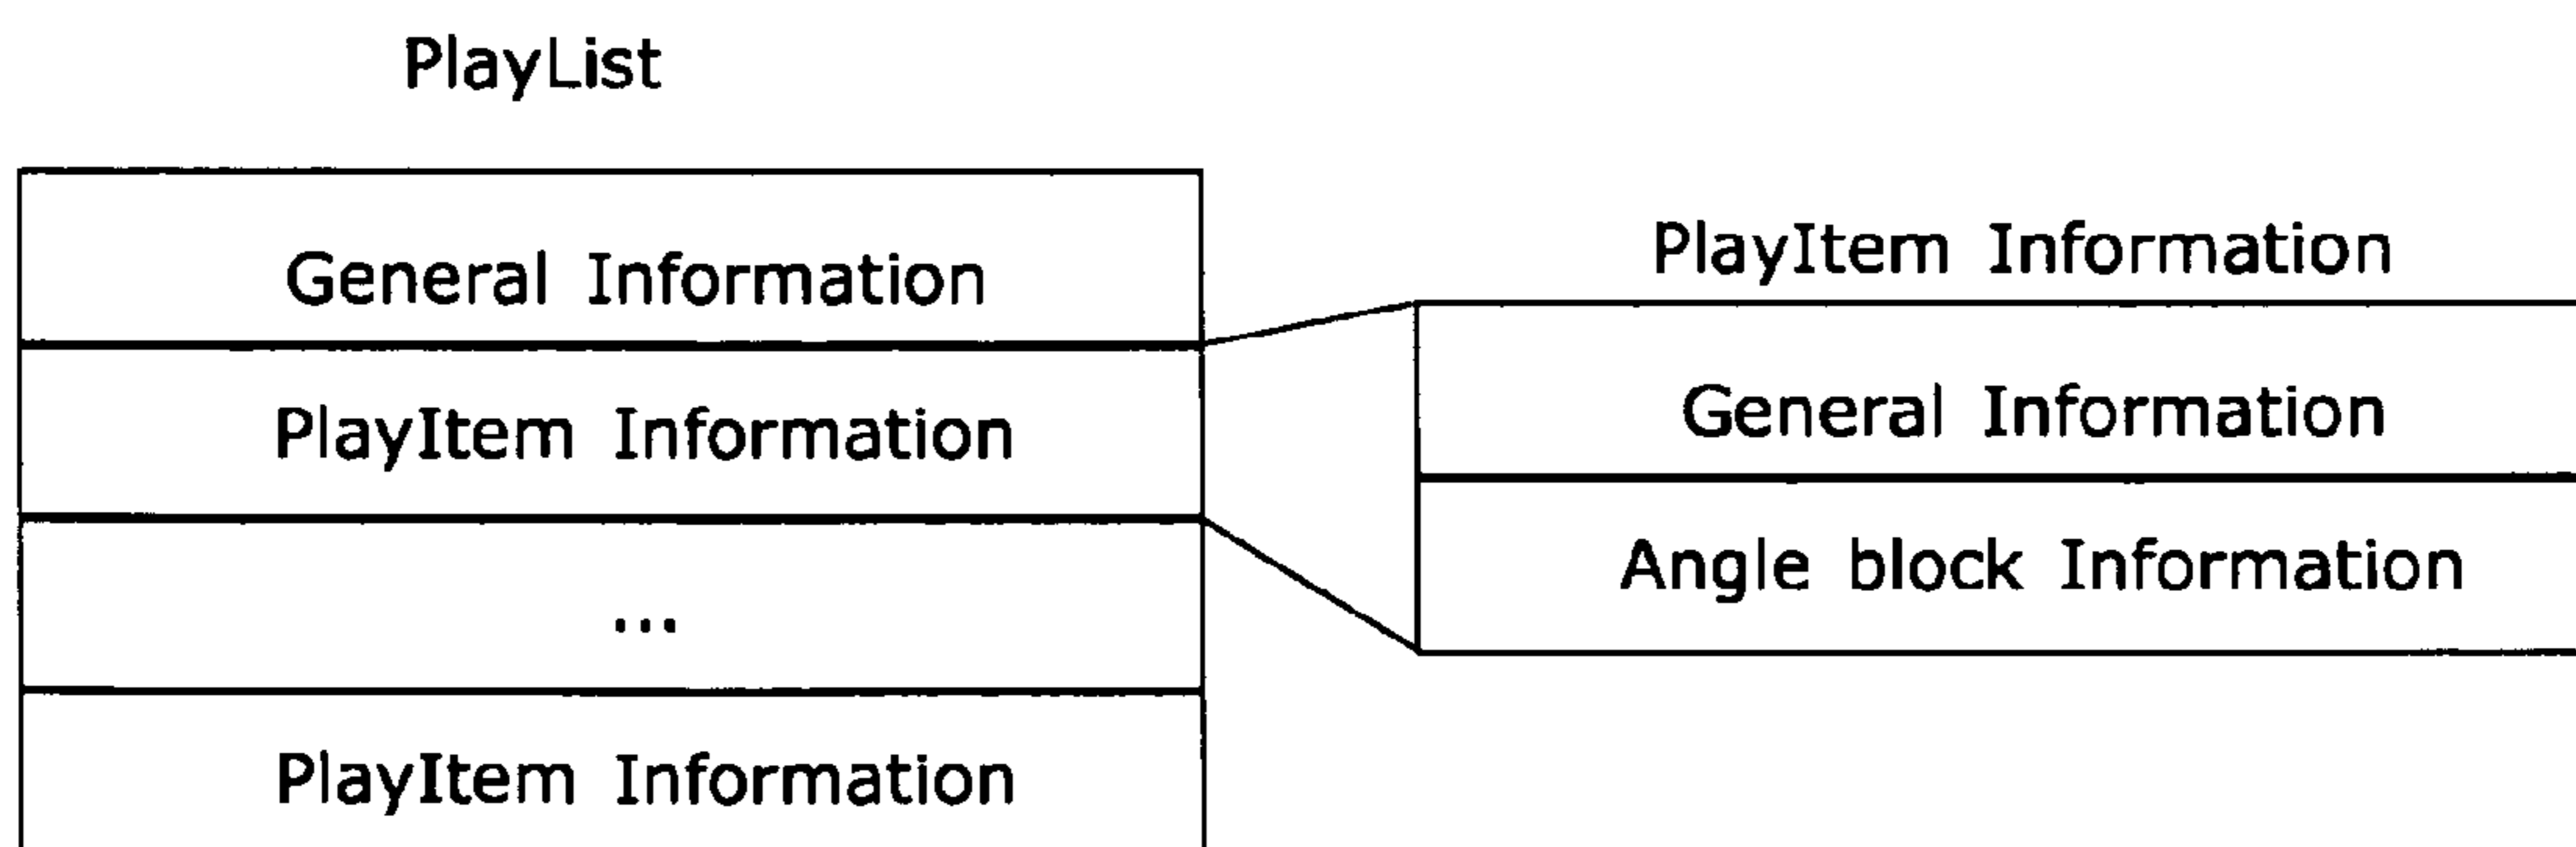 PlayList
General Information
PlayItem Information
...
PlayItem Information
PlayItem Information
General Information
Angle block Information